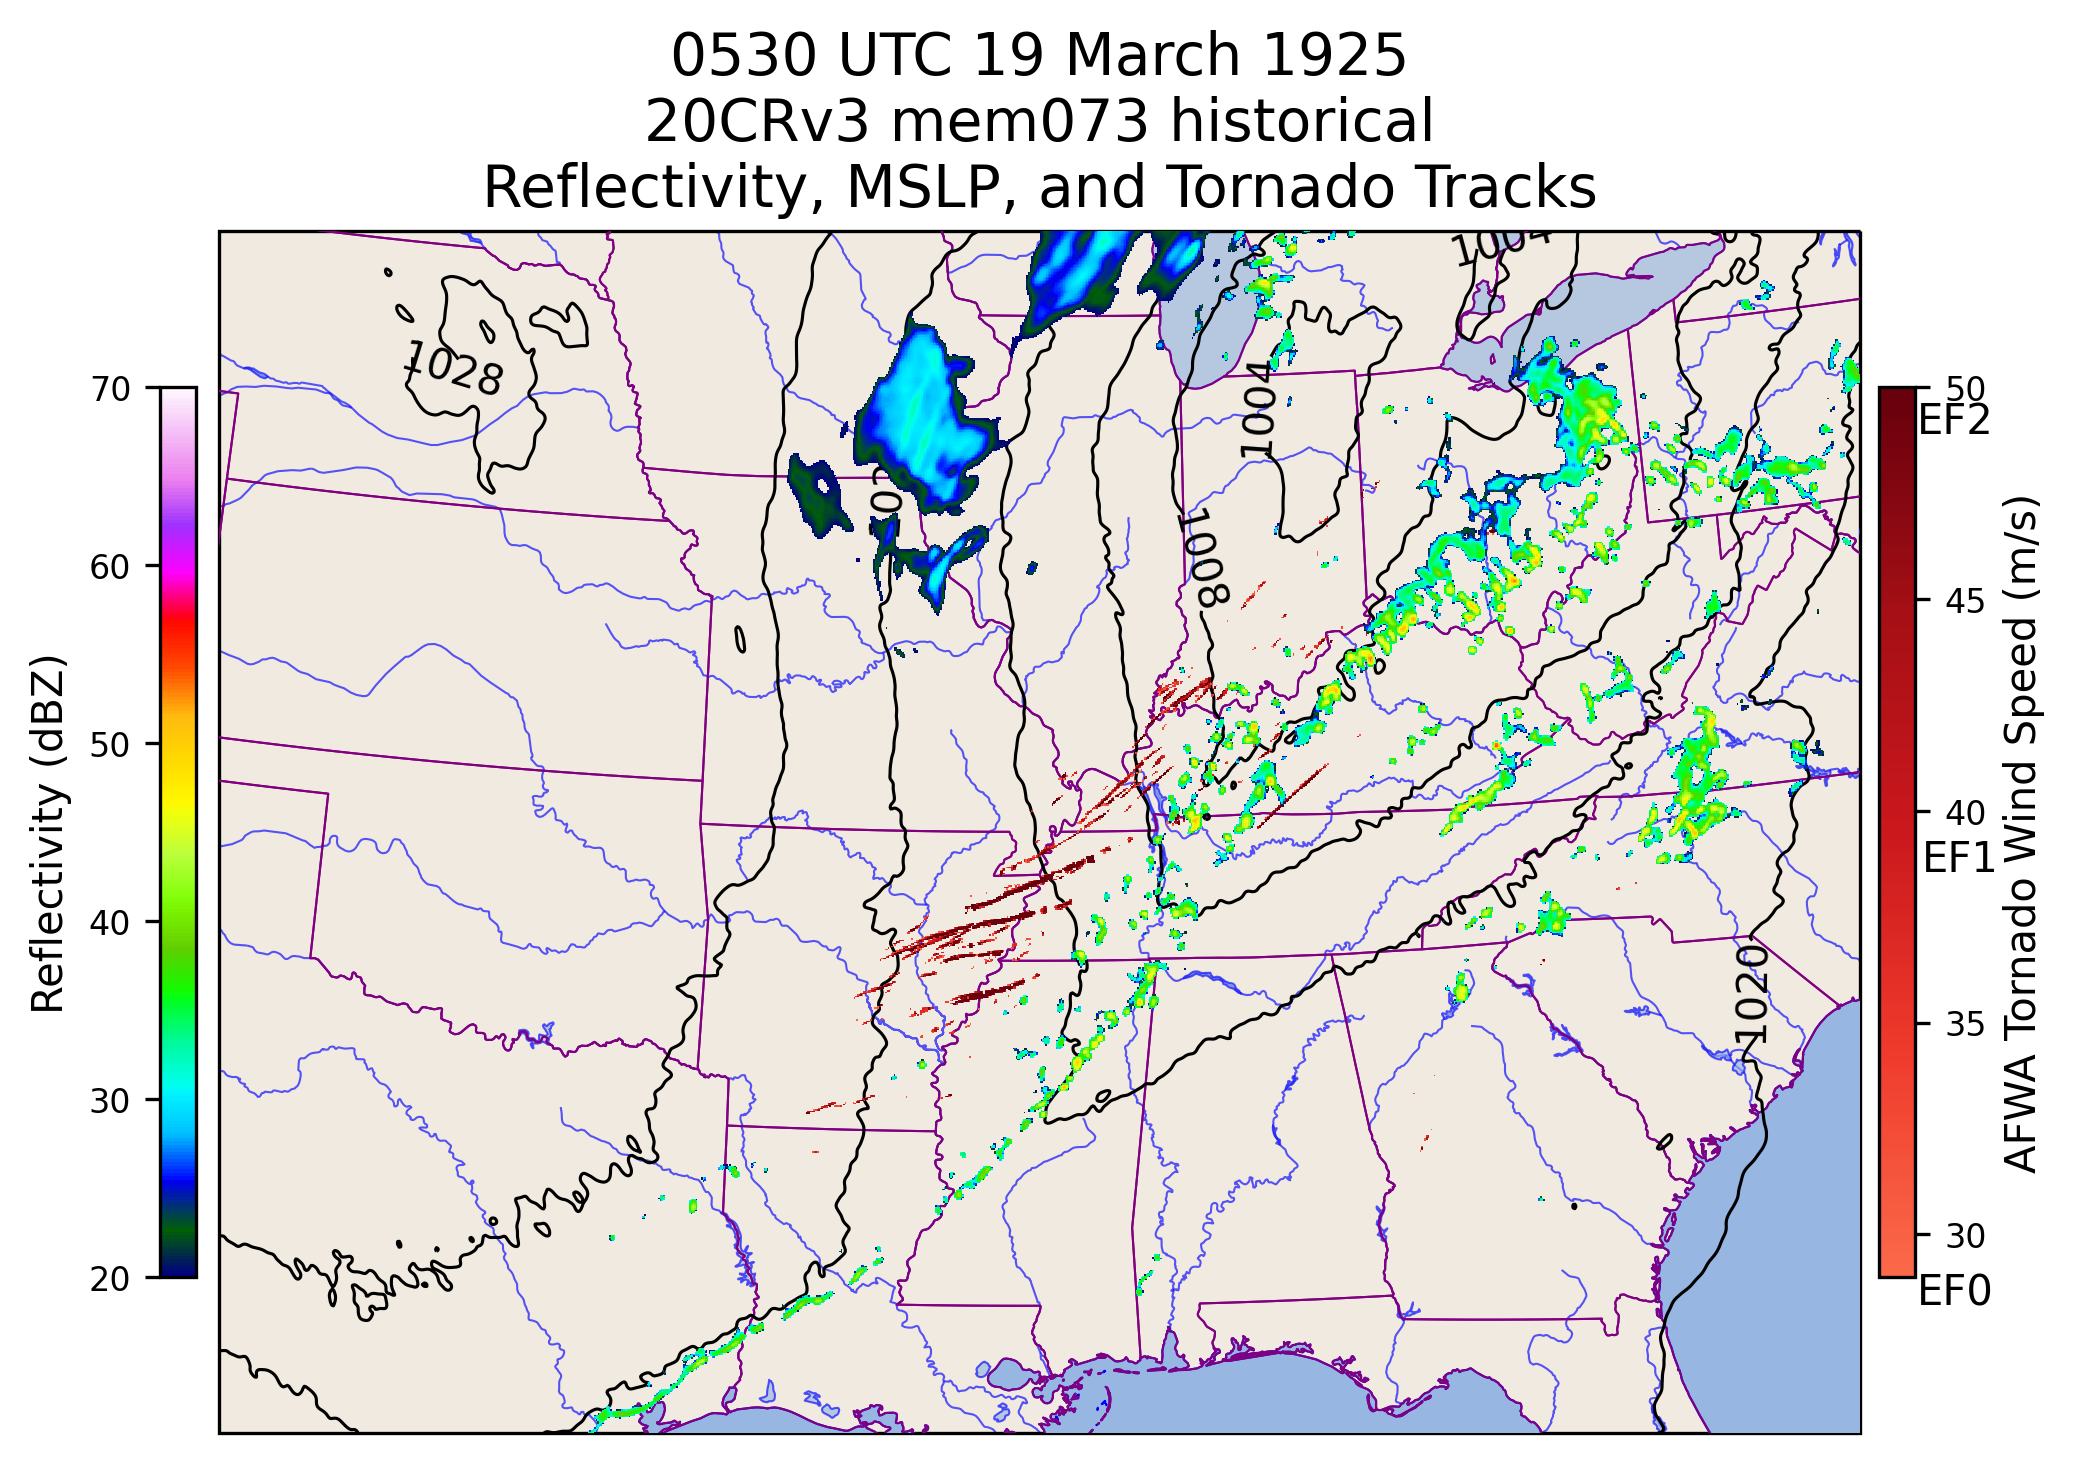 0530 UTC 19 March 1925
20CRv3 mem073 historical
Reflectivity, MSLP, and Tornado Tracks
1004
1028
1004
1008
1020
Reflectivity (dBZ)
70
60
50
40
30
20
50
EF2
45
40
EF1
35
30
EF0
AFWA Tornado Wind Speed (m/s)